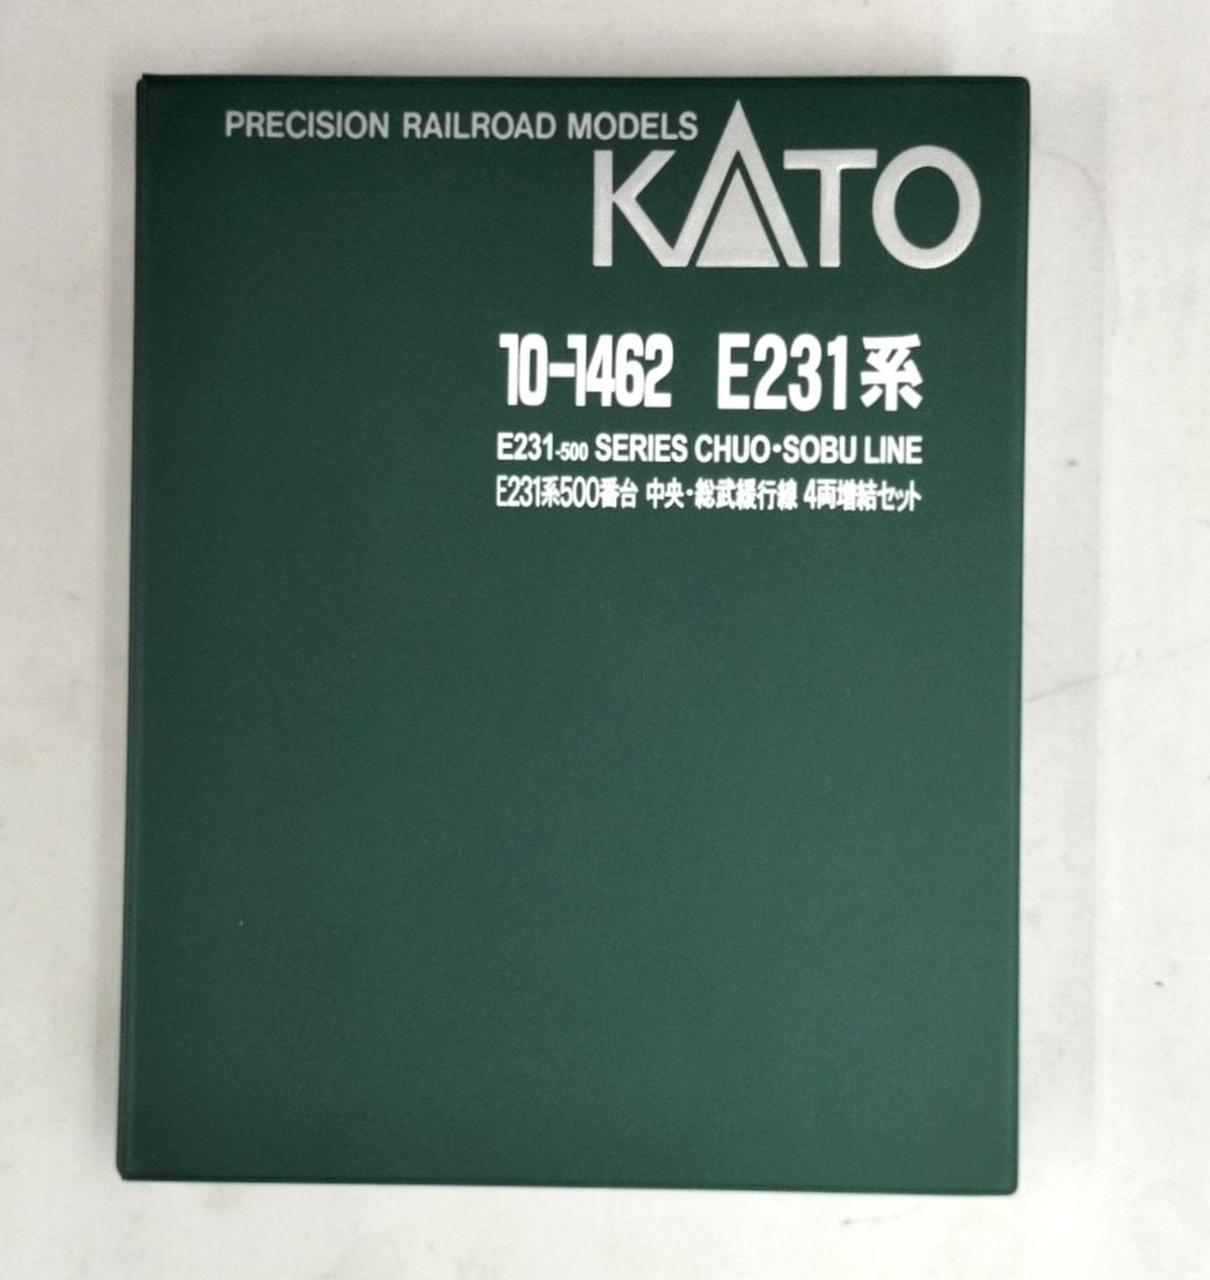 PRECISION RAILROAD MODELS
KATO
10-1462 E231系
E231-500 SERIES CHUO・SOBU LINE
E231系500番台 中央・総武緩行線 4両増結セット